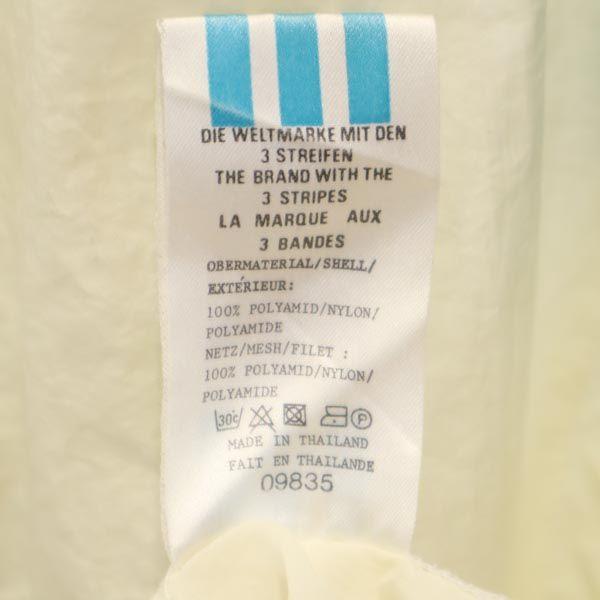 DIE WELTMARKE MIT DEN
3 STREIFEN
THE BRAND WITH THE
3 STRIPES
LA MARQUE AUX
3 BANDES
OBERMATERIAL/SHELL/
EXTÉRIEUR:
100% POLYAMID/NYLON/
POLYAMIDE
NETZ/MESH/FILET :
100% POLYAMID/NYLON/
POLYAMIDE
30°C P
MADE IN THAILAND
FAIT EN THAILANDE
09835